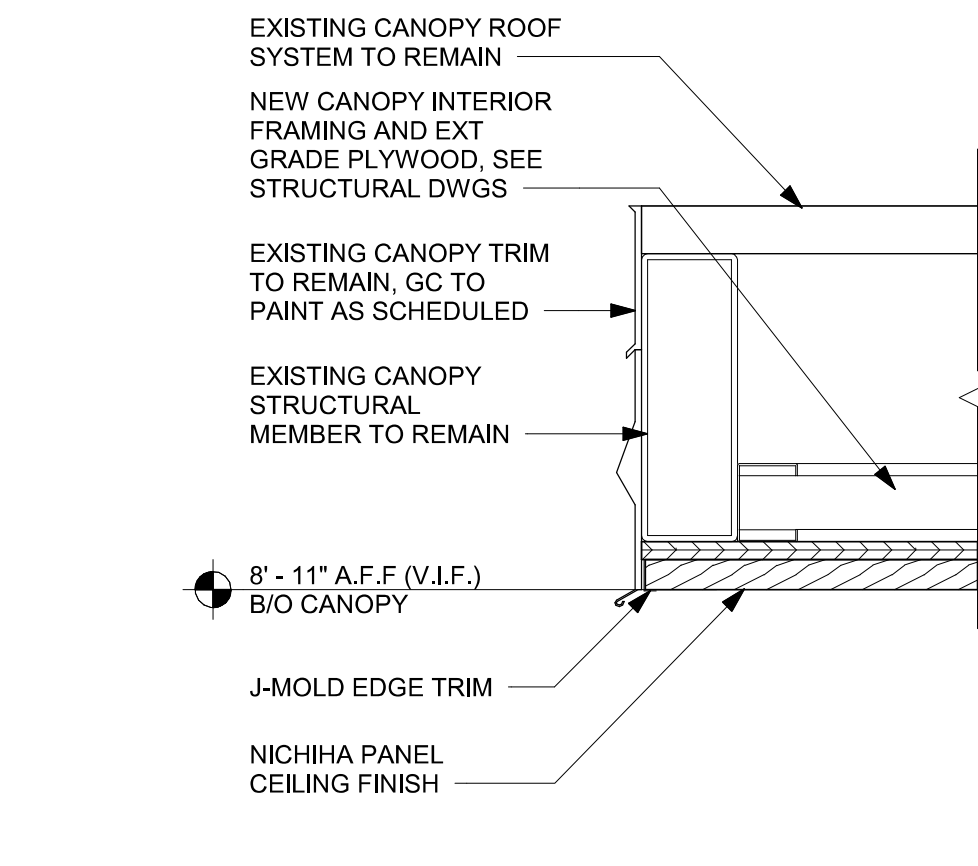 EXISTING CANOPY ROOF
SYSTEM TO REMAIN
NEW CANOPY INTERIOR
FRAMING AND EXT
GRADE PLYWOOD, SEE
STRUCTURAL DWGS
EXISTING CANOPY TRIM
TO REMAIN, GC TO
PAINT AS SCHEDULED
EXISTING CANOPY
STRUCTURAL
MEMBER TO REMAIN
8' - 11" A.F.F (V.I.F.)
B/O CANOPY
J-MOLD EDGE TRIM
NICHIHA PANEL
CEILING FINISH